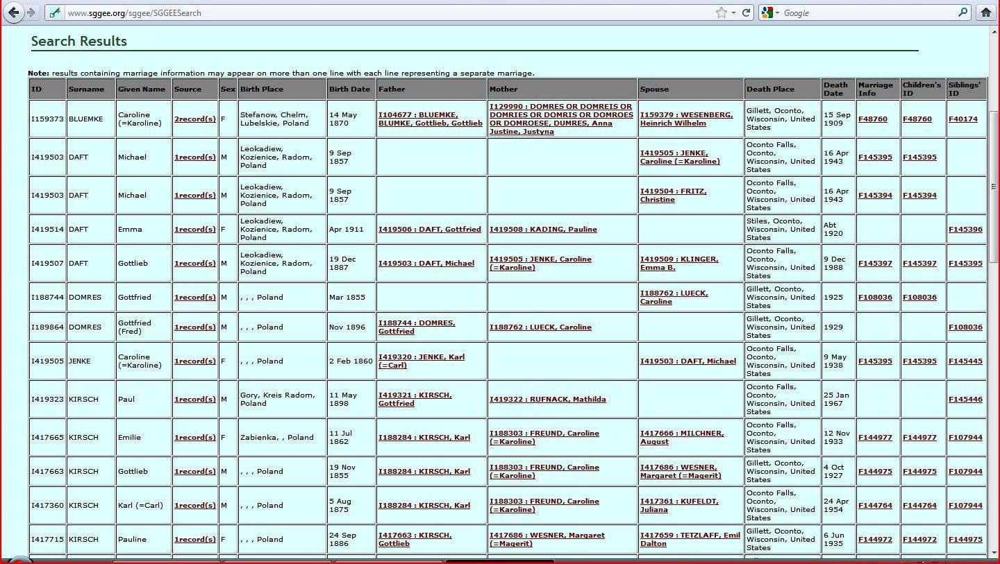 www.sggee.org/sggee/SGGEESearch
Google
Search Results
Note: results containing marriage information may appear on more than one line with each line representing a separate marriage.
ID Surname Given Name Source Sex Birth Place Birth Date Father Mother Spouse Death Place Death Date Marriage Info Children's ID Siblings' ID
I159373 BLUEMKE Caroline (=Karoline) 2record(s) F Stefanow, Chelm, Lubelskie, Poland 14 May 1870 I104677 : BLUEMKE, BLUMKE, Gottlieb, Gottlieb I129990 : DOMRES OR DOMREIS OR DOMRIES OR DOMRIS OR DOMROES OR DOMROESE, DUMRES, Anna Justine, Justyna I159379 : WESENBERG, Heinrich Wilhelm Gillett, Oconto, Wisconsin, United States 15 Sep 1909 F48760 F48760 F40174
I419503 DAFT Michael 1record(s) M Leokadiew, Kozienice, Radom, Poland 9 Sep 1857 I419505 : JENKE, Caroline (=Karoline) Oconto Falls, Oconto, Wisconsin, United States 16 Apr 1943 F145395 F145395
I419503 DAFT Michael 1record(s) M Leokadiew, Kozienice, Radom, Poland 9 Sep 1857 I419504 : FRITZ, Christine Oconto Falls, Oconto, Wisconsin, United States 16 Apr 1943 F145394 F145394
I419514 DAFT Emma 1record(s) F Leokadiew, Kozienice, Radom, Poland Apr 1911 I419506 : DAFT, Gottfried I419508 : KADING, Pauline Stiles, Oconto, Wisconsin, United States Abt 1920 F145396
I419507 DAFT Gottlieb 1record(s) M Leokadiew, Kozienice, Radom, Poland 19 Dec 1887 I419503 : DAFT, Michael I419505 : JENKE, Caroline (=Karoline) I419509 : KLINGER, Emma B. Oconto Falls, Oconto, Wisconsin, United States 9 Dec 1988 F145397 F145397 F145395
I188744 DOMRES Gottfried 1record(s) M , , , Poland Mar 1855 I188762 : LUECK, Caroline Gillett, Oconto, Wisconsin, United States 1925 F108036 F108036
I189864 DOMRES Gottfried (Fred) 1record(s) M , , , Poland Nov 1896 I188744 : DOMRES, Gottfried I188762 : LUECK, Caroline Gillett, Oconto, Wisconsin, United States 1929 F108036
I419505 JENKE Caroline (=Karoline) 1record(s) F , , , Poland 2 Feb 1860 I419320 : JENKE, Karl (=Carl) I419503 : DAFT, Michael Oconto Falls, Oconto, Wisconsin, United States 9 May 1938 F145395 F145395 F145445
I419323 KIRSCH Paul 1record(s) M Gory, Kreis Radom, Poland 11 May 1898 I419321 : KIRSCH, Gottfried I419322 : RUFNACK, Mathilda Oconto Falls, Oconto, Wisconsin, United States 25 Jan 1967 F145446
I417665 KIRSCH Emilie 1record(s) F Zabienka, , Poland 11 Jul 1862 I188284 : KIRSCH, Karl I188303 : FREUND, Caroline (=Karoline) I417666 : MILCHNER, August Oconto Falls, Oconto, Wisconsin, United States 12 Nov 1933 F144977 F144977 F107944
I417663 KIRSCH Gottlieb 1record(s) M , , , Poland 19 Nov 1855 I188284 : KIRSCH, Karl I188303 : FREUND, Caroline (=Karoline) I417686 : WESNER, Margaret (=Magerit) Gillett, Oconto, Wisconsin, United States 4 Oct 1927 F144975 F144975 F107944
I417360 KIRSCH Karl (=Carl) 1record(s) M , , , Poland 5 Aug 1875 I188284 : KIRSCH, Karl I188303 : FREUND, Caroline (=Karoline) I417361 : KUFELDT, Juliana Oconto Falls, Oconto, Wisconsin, United States 24 Apr 1954 F144764 F144764 F107944
I417715 KIRSCH Pauline 1record(s) F , , , Poland 24 Sep 1886 I417663 : KIRSCH, Gottlieb I417686 : WESNER, Margaret (=Magerit) I417659 : TETZLAFF, Emil Dalton Gillett, Oconto, Wisconsin, United States 6 Jun 1935 F144972 F144972 F144975